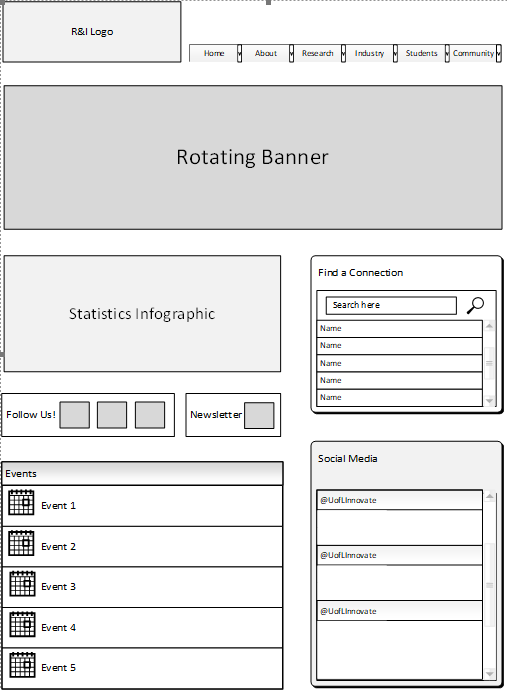 R&I Logo
Home About Research Industry Students Community
Rotating Banner
Statistics Infographic
Find a Connection
Search here
Name
Name
Name
Name
Name
Follow Us! Newsletter
Events
Event 1
Event 2
Event 3
Event 4
Event 5
Social Media
@UofLInnovate
@UofLInnovate
@UofLInnovate